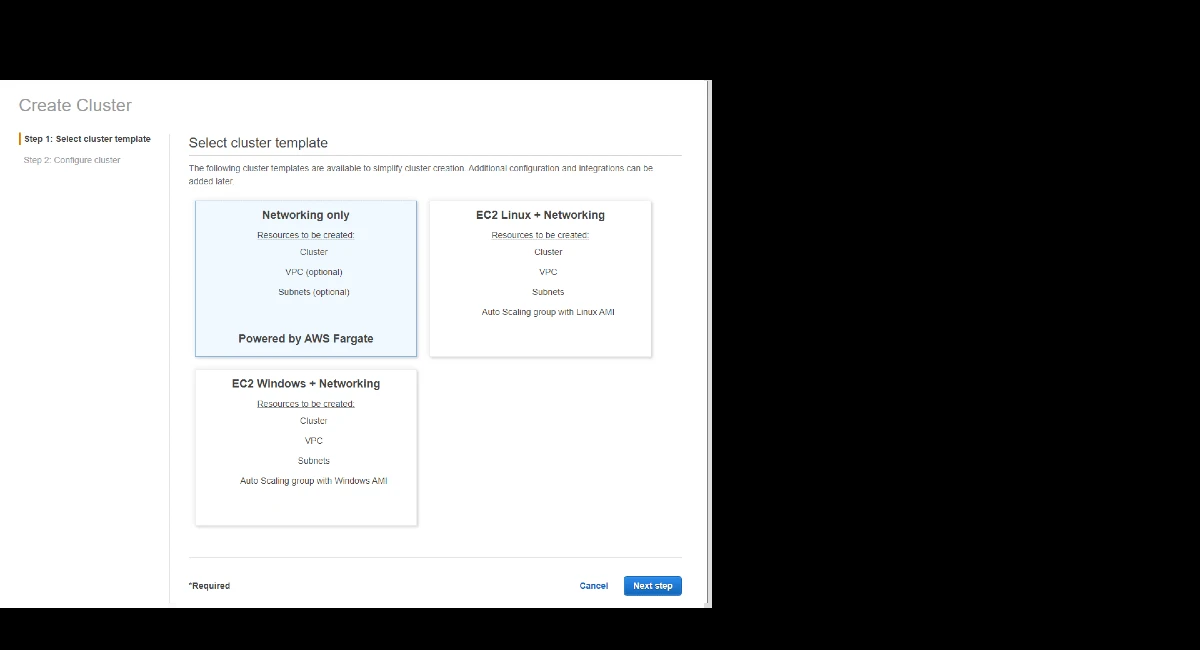 Create Cluster
Step 1: Select cluster template
Step 2: Configure cluster
Select cluster template
The following cluster templates are available to simplify cluster creation. Additional configuration and integrations can be
added later.
Networking only
Resources to be created:
Cluster
VPC (optional)
Subnets (optional)
Powered by AWS Fargate
EC2 Linux + Networking
Resources to be created:
Cluster
VPC
Subnets
Auto Scaling group with Linux AMI
EC2 Windows + Networking
Resources to be created:
Cluster
VPC
Subnets
Auto Scaling group with Windows AMI
*Required
Cancel
Next step